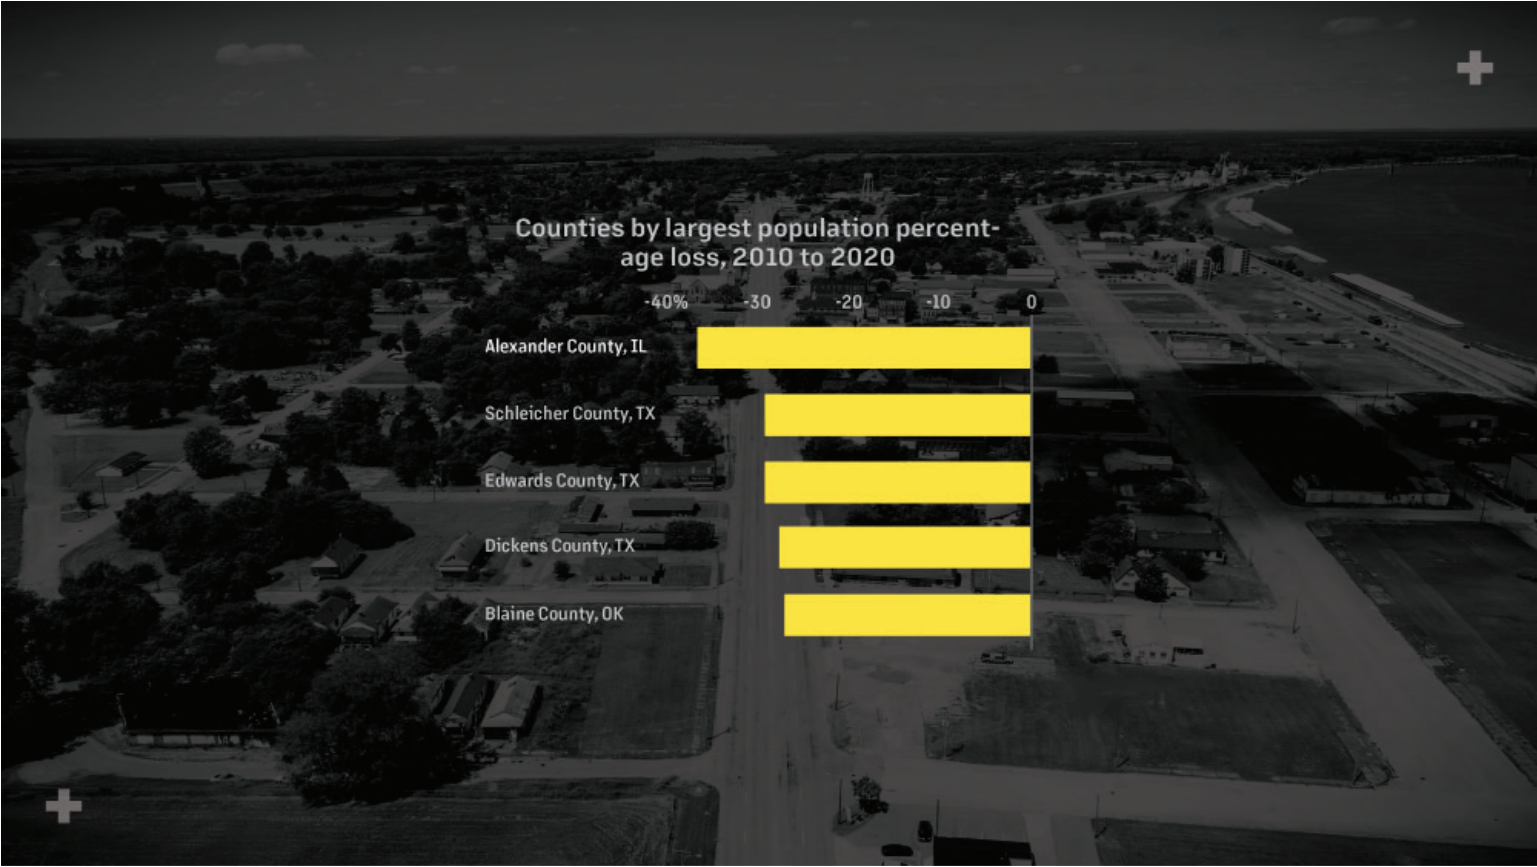 Counties by largest population percent-
age loss, 2010 to 2020
-40% -30 -20 -10 0
Alexander County, IL
Schleicher County, TX
Edwards County, TX
Dickens County, TX
Blaine County, OK